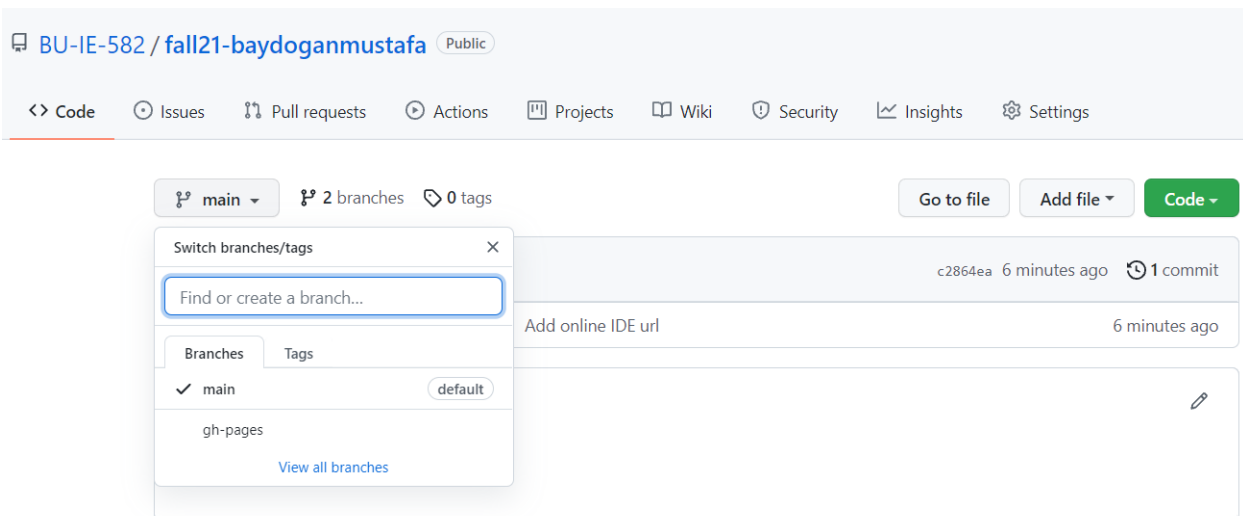 BU-IE-582 / fall21-baydoganmustafa Public
Code Issues Pull requests Actions Projects Wiki Security Insights Settings
main 2 branches 0 tags Go to file Add file Code
Switch branches/tags
c2864ea 6 minutes ago 1 commit
Find or create a branch...
Add online IDE url 6 minutes ago
Branches Tags
main default
gh-pages
View all branches